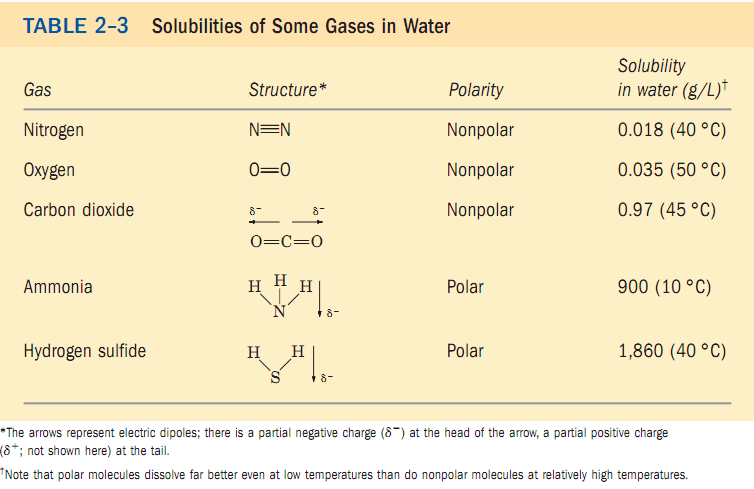 TABLE 2–3 Solubilities of Some Gases in Water
Solubility
Gas Structure* Polarity in water (g/L)†
Nitrogen N≡N Nonpolar 0.018 (40 °C)
Oxygen O=O Nonpolar 0.035 (50 °C)
Carbon dioxide δ− δ− Nonpolar 0.97 (45 °C)
O=C=O
Ammonia H H H Polar 900 (10 °C)
N δ−
Hydrogen sulfide H H Polar 1,860 (40 °C)
S δ−
*The arrows represent electric dipoles; there is a partial negative charge (δ−) at the head of the arrow, a partial positive charge
(δ+; not shown here) at the tail.
†Note that polar molecules dissolve far better even at low temperatures than do nonpolar molecules at relatively high temperatures.